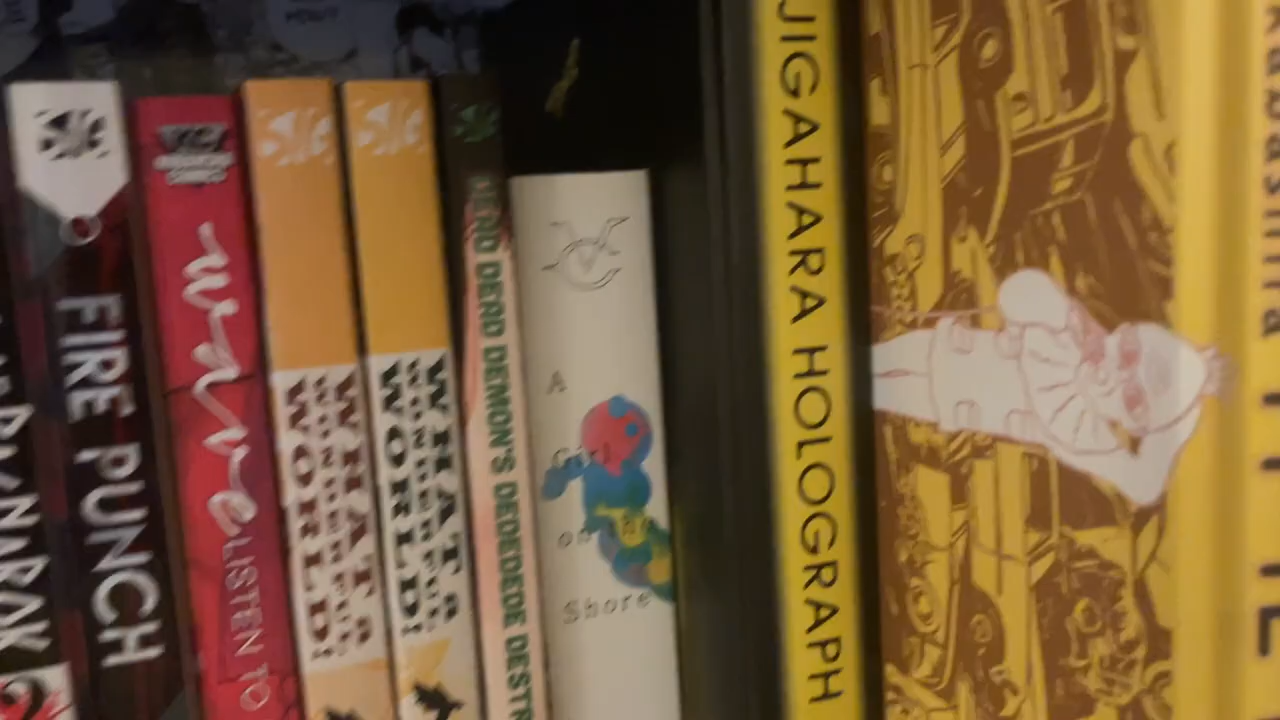 FIRE PUNCH
wave,
LISTEN TO
WHAT A
WONDERFUL
WORLD!
WHAT A
WONDERFUL
WORLD!
DEAD DEAD DEMON'S DEDEDEDE DESTR
A
Girl
on
Shore
JIGAHARA HOLOGRAPH